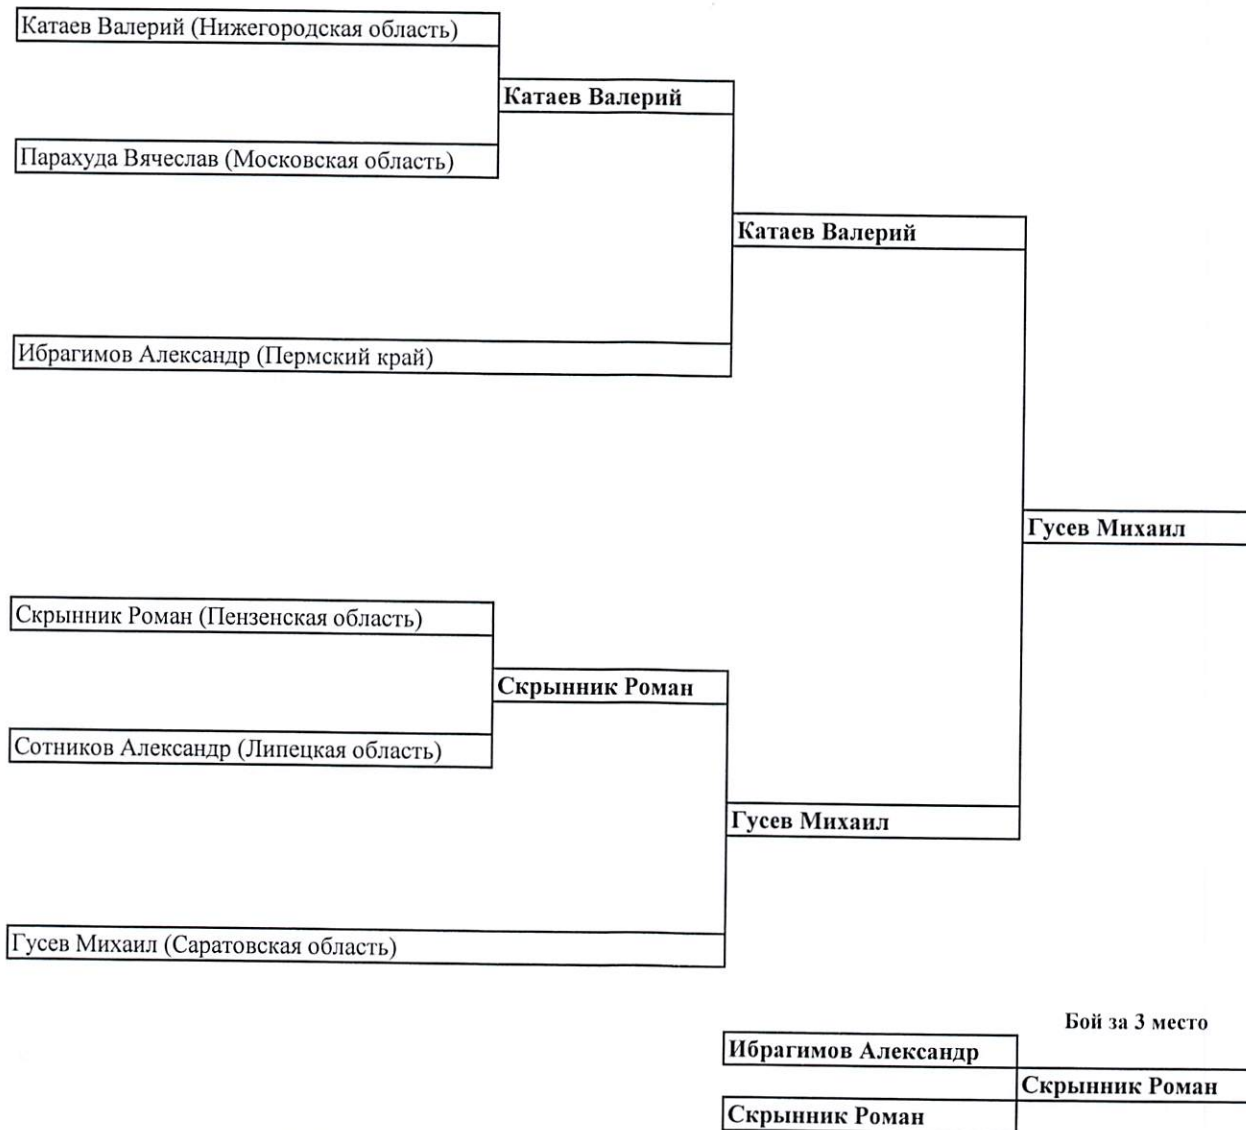 Катаев Валерий (Нижегородская область)
Катаев Валерий
Парахуда Вячеслав (Московская область)
Катаев Валерий
Ибрагимов Александр (Пермский край)
Гусев Михаил
Скрынник Роман (Пензенская область)
Скрынник Роман
Сотников Александр (Липецкая область)
Гусев Михаил
Гусев Михаил (Саратовская область)
Бой за 3 место
Ибрагимов Александр
Скрынник Роман
Скрынник Роман